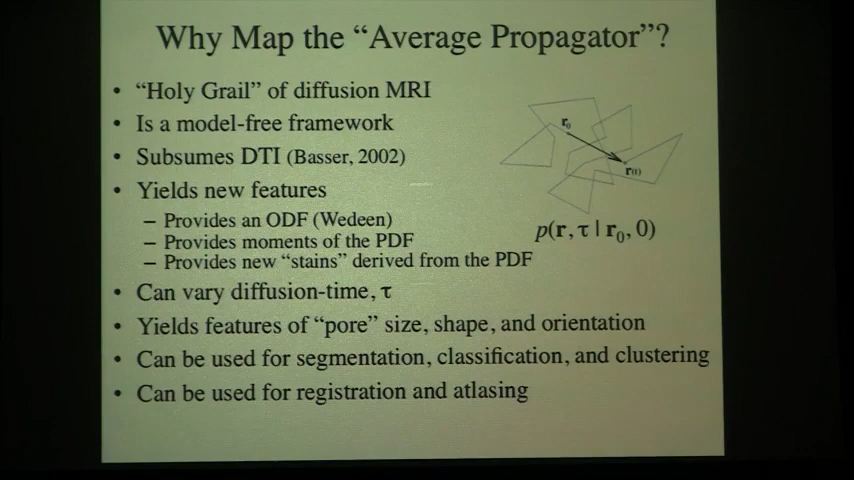 Why Map the “Average Propagator”?
• “Holy Grail” of diffusion MRI
• Is a model-free framework
• Subsumes DTI (Basser, 2002)
• Yields new features
– Provides an ODF (Wedeen)
– Provides moments of the PDF
– Provides new “stains” derived from the PDF
• Can vary diffusion-time, τ
• Yields features of “pore” size, shape, and orientation
• Can be used for segmentation, classification, and clustering
• Can be used for registration and atlasing
r₀
r(t)
p(r, τ | r₀, 0)